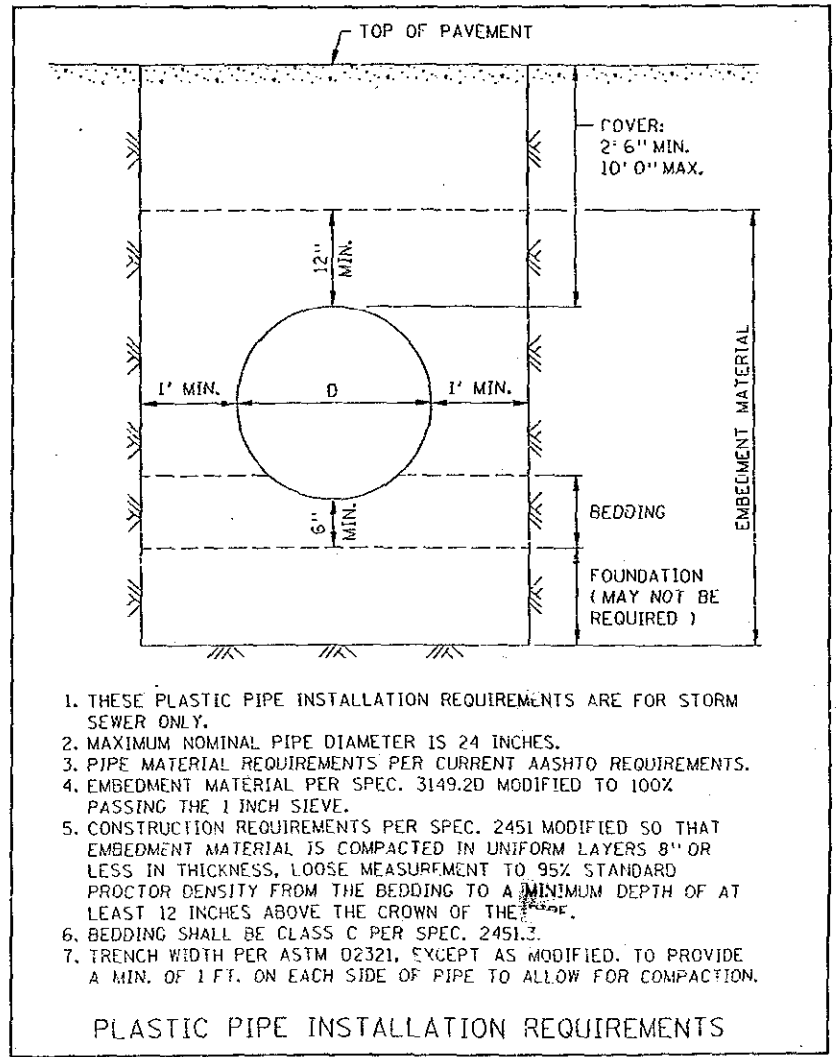 TOP OF PAVEMENT
COVER:
2' 6" MIN.
10' 0" MAX.
12" MIN.
1' MIN.
D
1' MIN.
6" MIN.
BEDDING
EMBEDMENT MATERIAL
FOUNDATION
( MAY NOT BE
REQUIRED )
1. THESE PLASTIC PIPE INSTALLATION REQUIREMENTS ARE FOR STORM
SEWER ONLY.
2. MAXIMUM NOMINAL PIPE DIAMETER IS 24 INCHES.
3. PIPE MATERIAL REQUIREMENTS PER CURRENT AASHTO REQUIREMENTS.
4. EMBEDMENT MATERIAL PER SPEC. 3149.2D MODIFIED TO 100%
PASSING THE 1 INCH SIEVE.
5. CONSTRUCTION REQUIREMENTS PER SPEC. 2451 MODIFIED SO THAT
EMBEDMENT MATERIAL IS COMPACTED IN UNIFORM LAYERS 8" OR
LESS IN THICKNESS, LOOSE MEASUREMENT TO 95% STANDARD
PROCTOR DENSITY FROM THE BEDDING TO A MINIMUM DEPTH OF AT
LEAST 12 INCHES ABOVE THE CROWN OF THE
6. BEDDING SHALL BE CLASS C PER SPEC. 2451.3.
7. TRENCH WIDTH PER ASTM D2321, EXCEPT AS MODIFIED, TO PROVIDE
A MIN. OF 1 FT. ON EACH SIDE OF PIPE TO ALLOW FOR COMPACTION.
PLASTIC PIPE INSTALLATION REQUIREMENTS